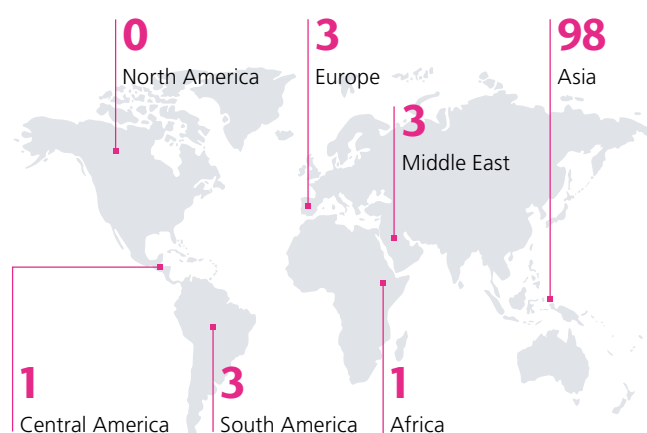 0
North America
3
Europe
98
Asia
3
Middle East
1
Central America
3
South America
1
Africa